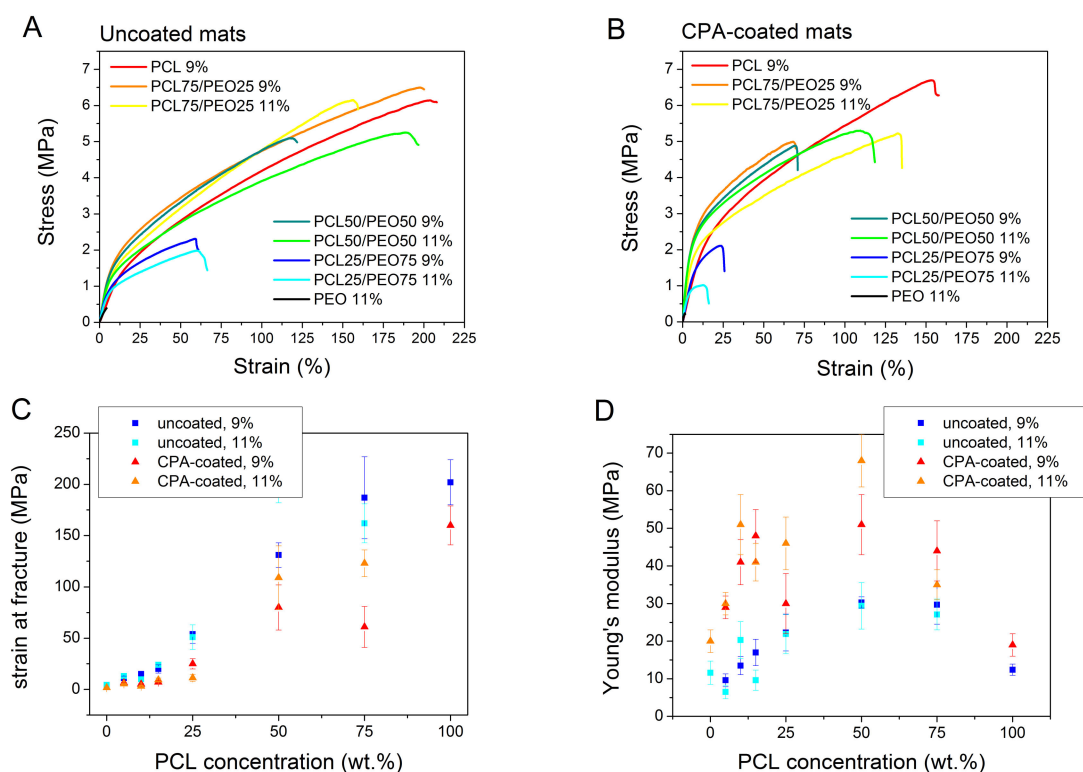 A
Uncoated mats
7
6
5
4
3
2
1
0
Stress (MPa)
PCL 9%
PCL75/PEO25 9%
PCL75/PEO25 11%
PCL50/PEO50 9%
PCL50/PEO50 11%
PCL25/PEO75 9%
PCL25/PEO75 11%
PEO 11%
0 25 50 75 100 125 150 175 200 225
Strain (%)
B
CPA-coated mats
7
6
5
4
3
2
1
0
Stress (MPa)
PCL 9%
PCL75/PEO25 9%
PCL75/PEO25 11%
PCL50/PEO50 9%
PCL50/PEO50 11%
PCL25/PEO75 9%
PCL25/PEO75 11%
PEO 11%
0 25 50 75 100 125 150 175 200 225
Strain (%)
C
uncoated, 9%
uncoated, 11%
CPA-coated, 9%
CPA-coated, 11%
250
200
150
100
50
0
strain at fracture (MPa)
0 25 50 75 100
PCL concentration (wt.%)
D
uncoated, 9%
uncoated, 11%
CPA-coated, 9%
CPA-coated, 11%
70
60
50
40
30
20
10
0
Young's modulus (MPa)
0 25 50 75 100
PCL concentration (wt.%)